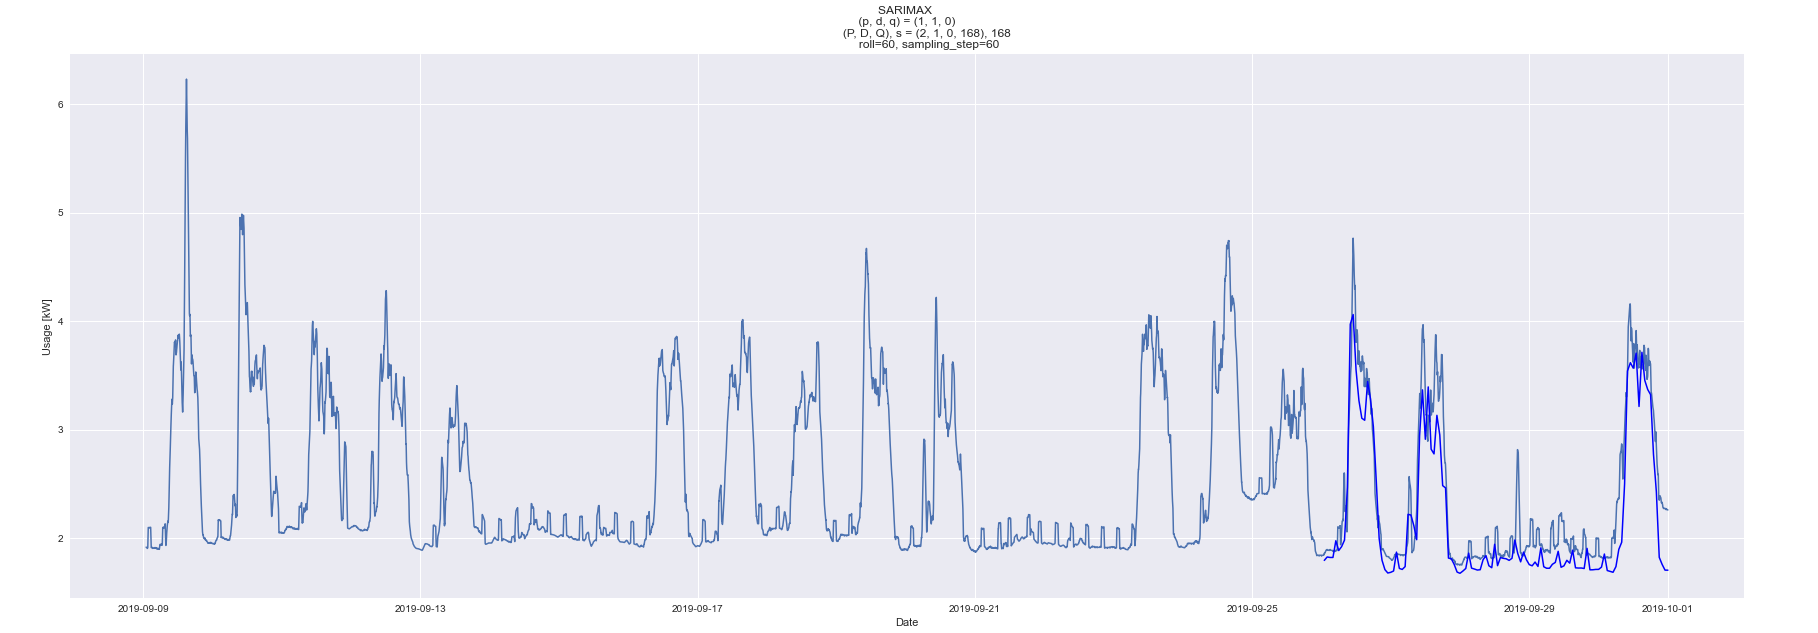 SARIMAX
(p, d, q) = (1, 1, 0)
(P, D, Q), s = (2, 1, 0, 168), 168
roll=60, sampling_step=60
Usage [kW]
6
5
4
3
2
2019-09-09
2019-09-13
2019-09-17
2019-09-21
2019-09-25
2019-09-29
2019-10-01
Date